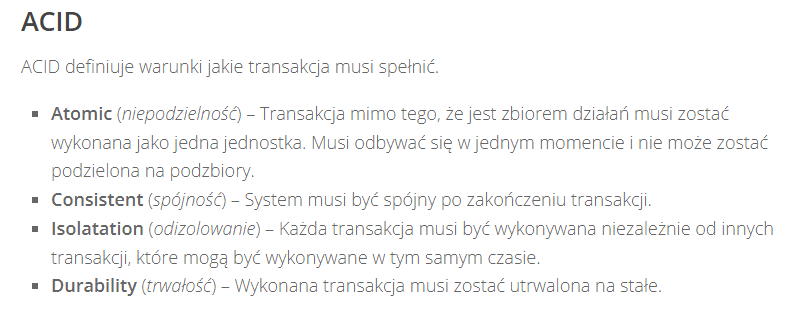 ACID
ACID definiuje warunki jakie transakcja musi spełnić.
▪ Atomic (niepodzielność) – Transakcja mimo tego, że jest zbiorem działań musi zostać
wykonana jako jedna jednostka. Musi odbywać się w jednym momencie i nie może zostać
podzielona na podzbiory.
▪ Consistent (spójność) – System musi być spójny po zakończeniu transakcji.
▪ Isolatation (odizolowanie) – Każda transakcja musi być wykonywana niezależnie od innych
transakcji, które mogą być wykonywane w tym samym czasie.
▪ Durability (trwałość) – Wykonana transakcja musi zostać utrwalona na stałe.